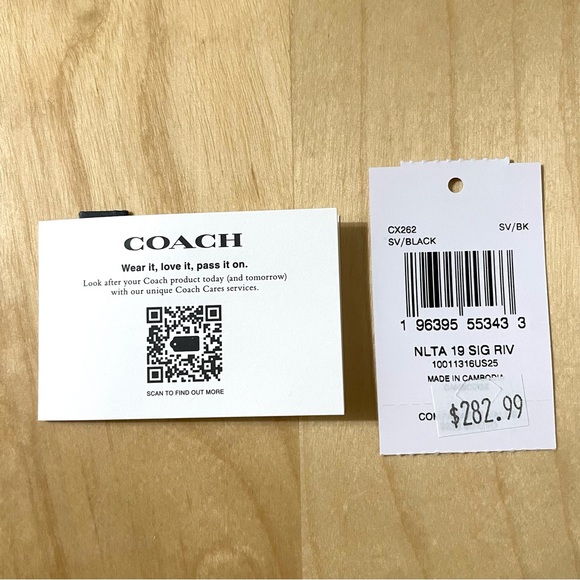 COACH
Wear it, love it, pass it on.
Look after your Coach product today (and tomorrow)
with our unique Coach Cares services.
SCAN TO FIND OUT MORE
CX262 SV/BK
SV/BLACK
1 96395 55343 3
NLTA 19 SIG RIV
10011316US25
MADE IN CAMBODIA
$282.99